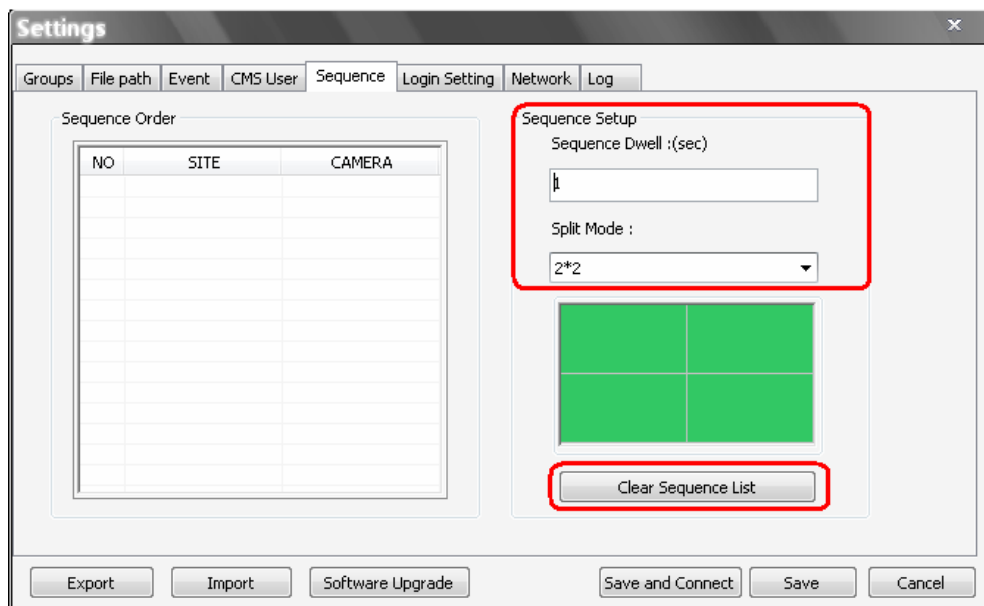 Settings
Groups File path Event CMS User Sequence Login Setting Network Log
Sequence Order
NO SITE CAMERA
Sequence Setup
Sequence Dwell :(sec)
1
Split Mode :
2*2
Clear Sequence List
Export Import Software Upgrade Save and Connect Save Cancel